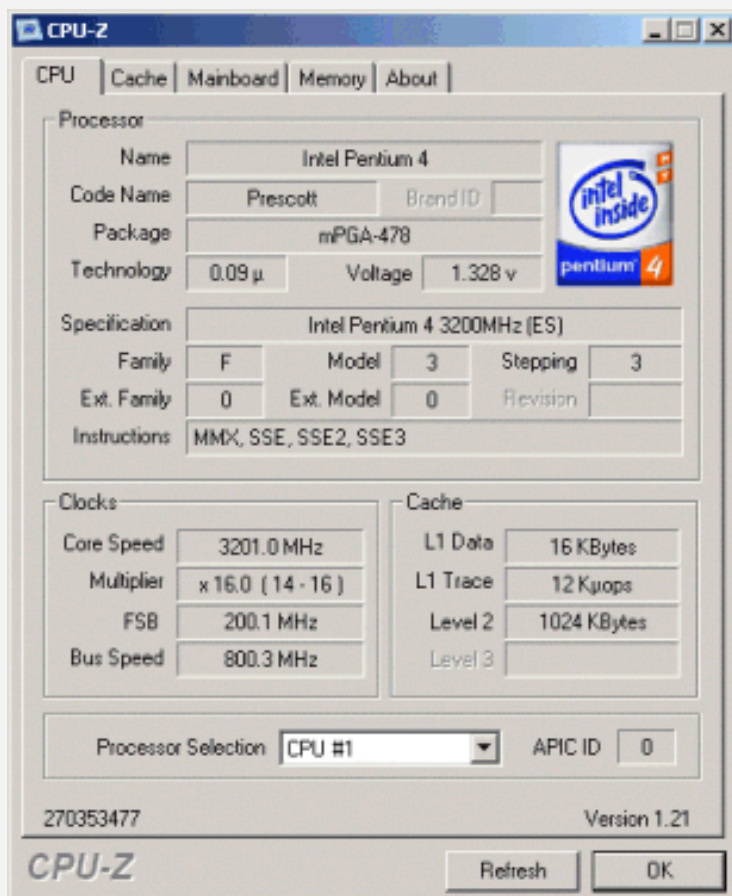 CPU-Z
CPU Cache Mainboard Memory About
Processor
Name Intel Pentium 4
Code Name Prescott Brand ID
Package mPGA-478
Technology 0.09 µ Voltage 1.328 v
intel inside
pentium 4
Specification Intel Pentium 4 3200MHz (ES)
Family F Model 3 Stepping 3
Ext. Family 0 Ext. Model 0 Revision
Instructions MMX, SSE, SSE2, SSE3
Clocks
Core Speed 3201.0 MHz
Multiplier x 16.0 ( 14 - 16 )
FSB 200.1 MHz
Bus Speed 800.3 MHz
Cache
L1 Data 16 KBytes
L1 Trace 12 Kµops
Level 2 1024 KBytes
Level 3
Processor Selection CPU #1 APIC ID 0
270353477 Version 1.21
CPU-Z Refresh OK